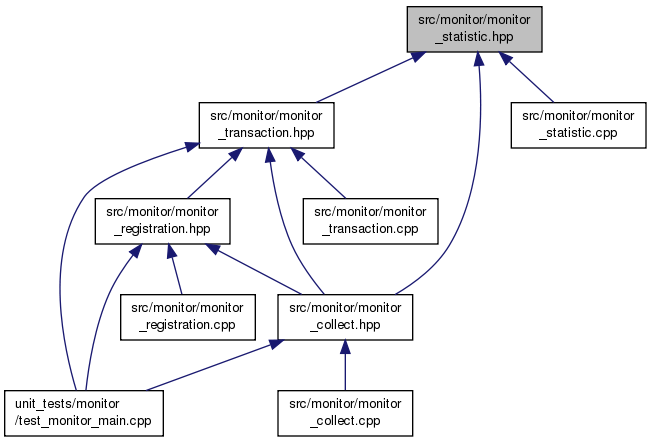 src/monitor/monitor
_statistic.hpp
src/monitor/monitor
_transaction.hpp
src/monitor/monitor
_statistic.cpp
src/monitor/monitor
_registration.hpp
src/monitor/monitor
_transaction.cpp
src/monitor/monitor
_registration.cpp
src/monitor/monitor
_collect.hpp
unit_tests/monitor
/test_monitor_main.cpp
src/monitor/monitor
_collect.cpp